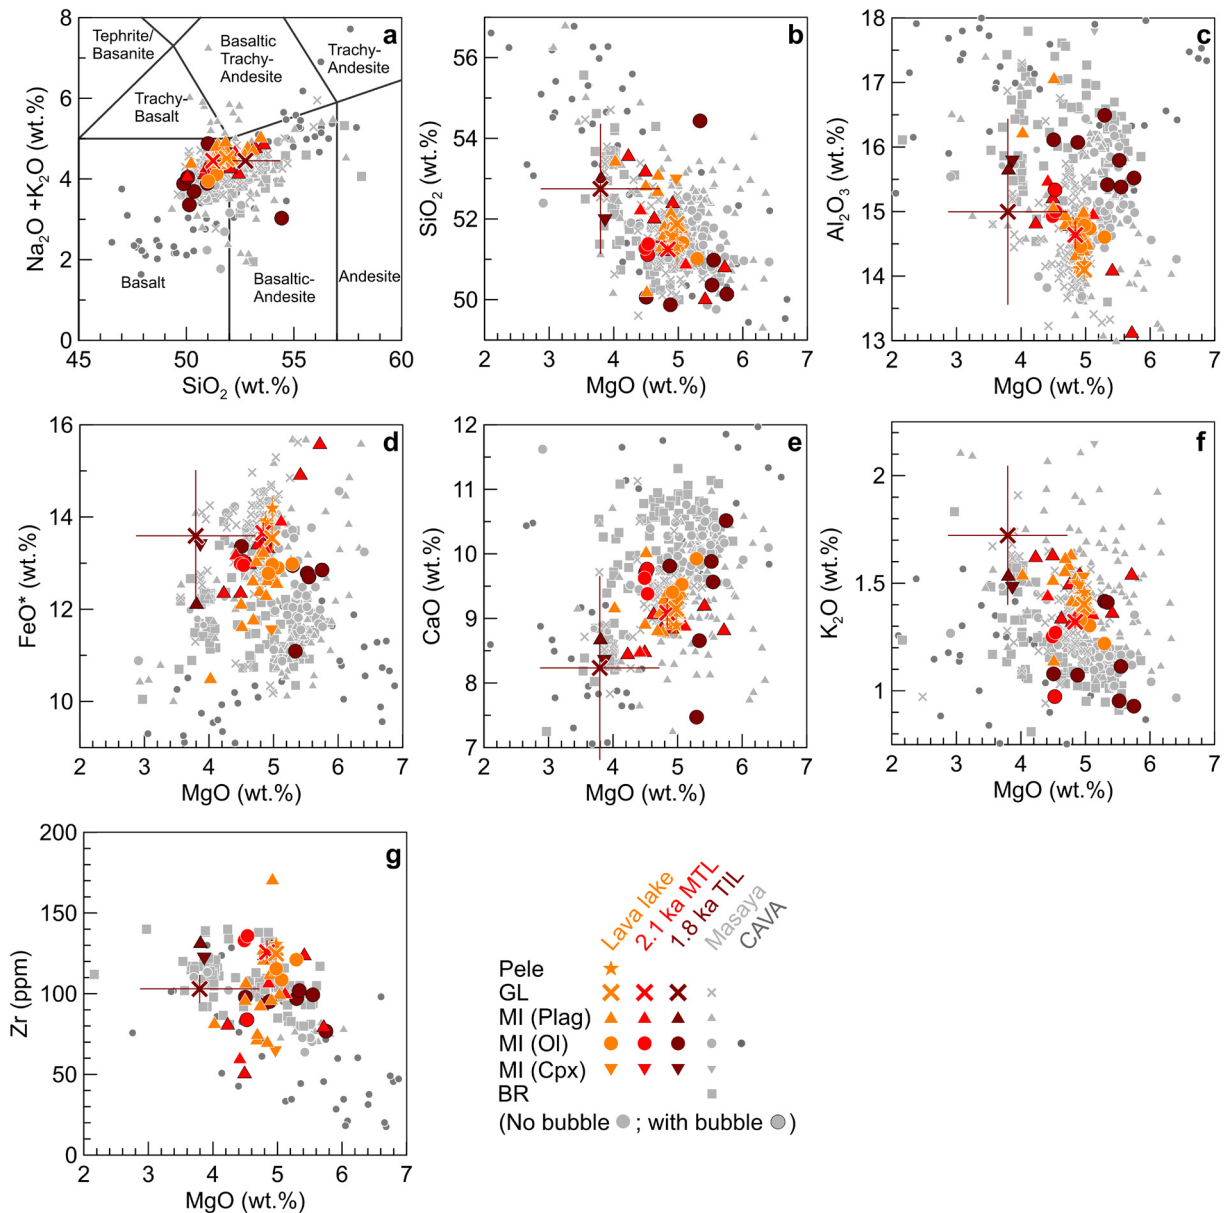 a
Na2O +K2O (wt.%)
8
6
4
2
0
Tephrite/
Basanite
Basaltic
Trachy-
Andesite
Trachy-
Andesite
Trachy-
Basalt
Basalt
Basaltic-
Andesite
Andesite
45 50 55 60
SiO2 (wt.%)
b
SiO2 (wt.%)
56
54
52
50
2 3 4 5 6 7
MgO (wt.%)
c
Al2O3 (wt.%)
18
17
16
15
14
13
2 3 4 5 6 7
MgO (wt.%)
d
FeO* (wt.%)
16
14
12
10
2 3 4 5 6 7
MgO (wt.%)
e
CaO (wt.%)
12
11
10
9
8
7
2 3 4 5 6 7
MgO (wt.%)
f
K2O (wt.%)
2
1.5
1
2 3 4 5 6 7
MgO (wt.%)
g
Zr (ppm)
200
150
100
50
0
2 3 4 5 6 7
MgO (wt.%)
Lava lake
2.1 ka MTL
1.8 ka TIL
Masaya
CAVA
Pele
GL
MI (Plag)
MI (Ol)
MI (Cpx)
BR
(No bubble ; with bubble )